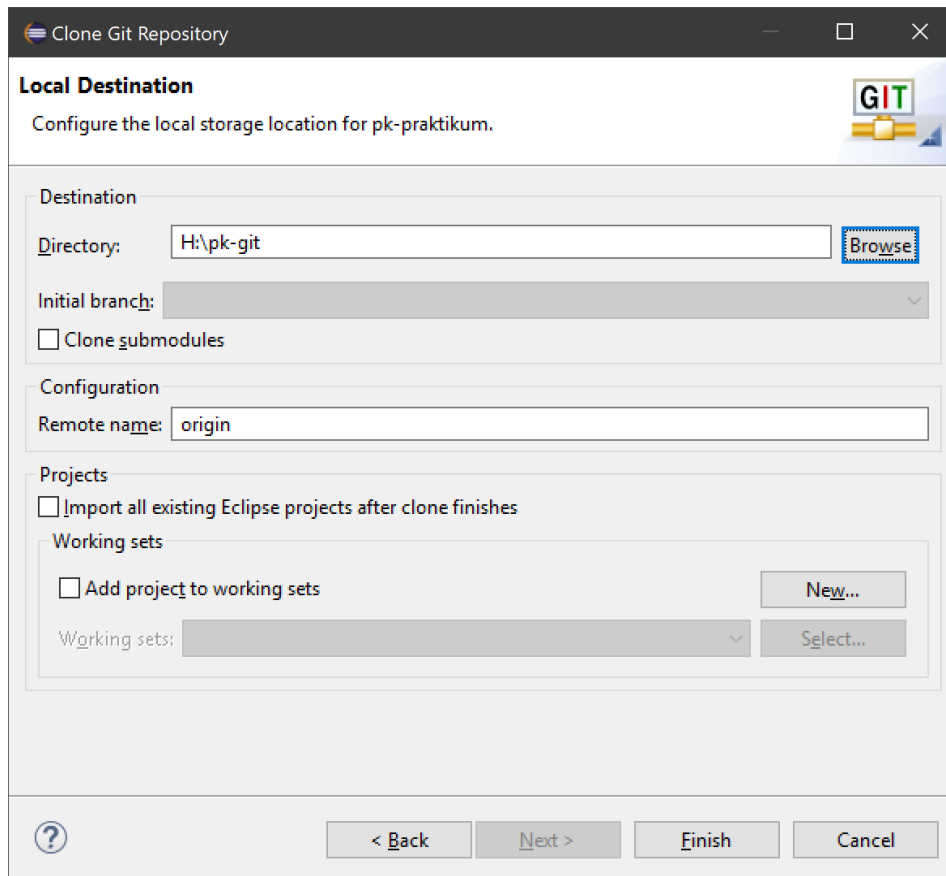 Clone Git Repository
Local Destination
Configure the local storage location for pk-praktikum.
GIT
Destination
Directory: H:\pk-git Browse
Initial branch:
Clone submodules
Configuration
Remote name: origin
Projects
Import all existing Eclipse projects after clone finishes
Working sets
Add project to working sets New...
Working sets: Select...
? < Back Next > Finish Cancel